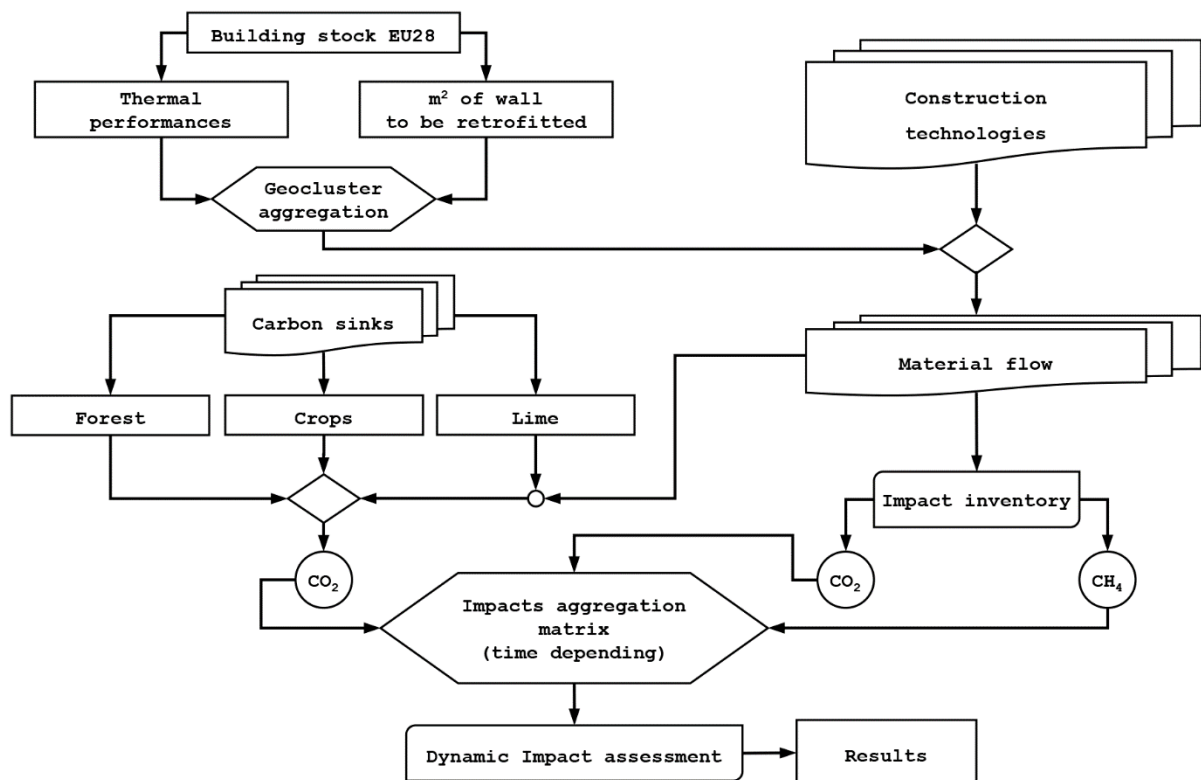 Building stock EU28
Thermal
performances
m² of wall
to be retrofitted
Construction
technologies
Geocluster
aggregation
Carbon sinks
Material flow
Forest
Crops
Lime
Impact inventory
CO₂
CO₂
CH₄
Impacts aggregation
matrix
(time depending)
Dynamic Impact assessment
Results